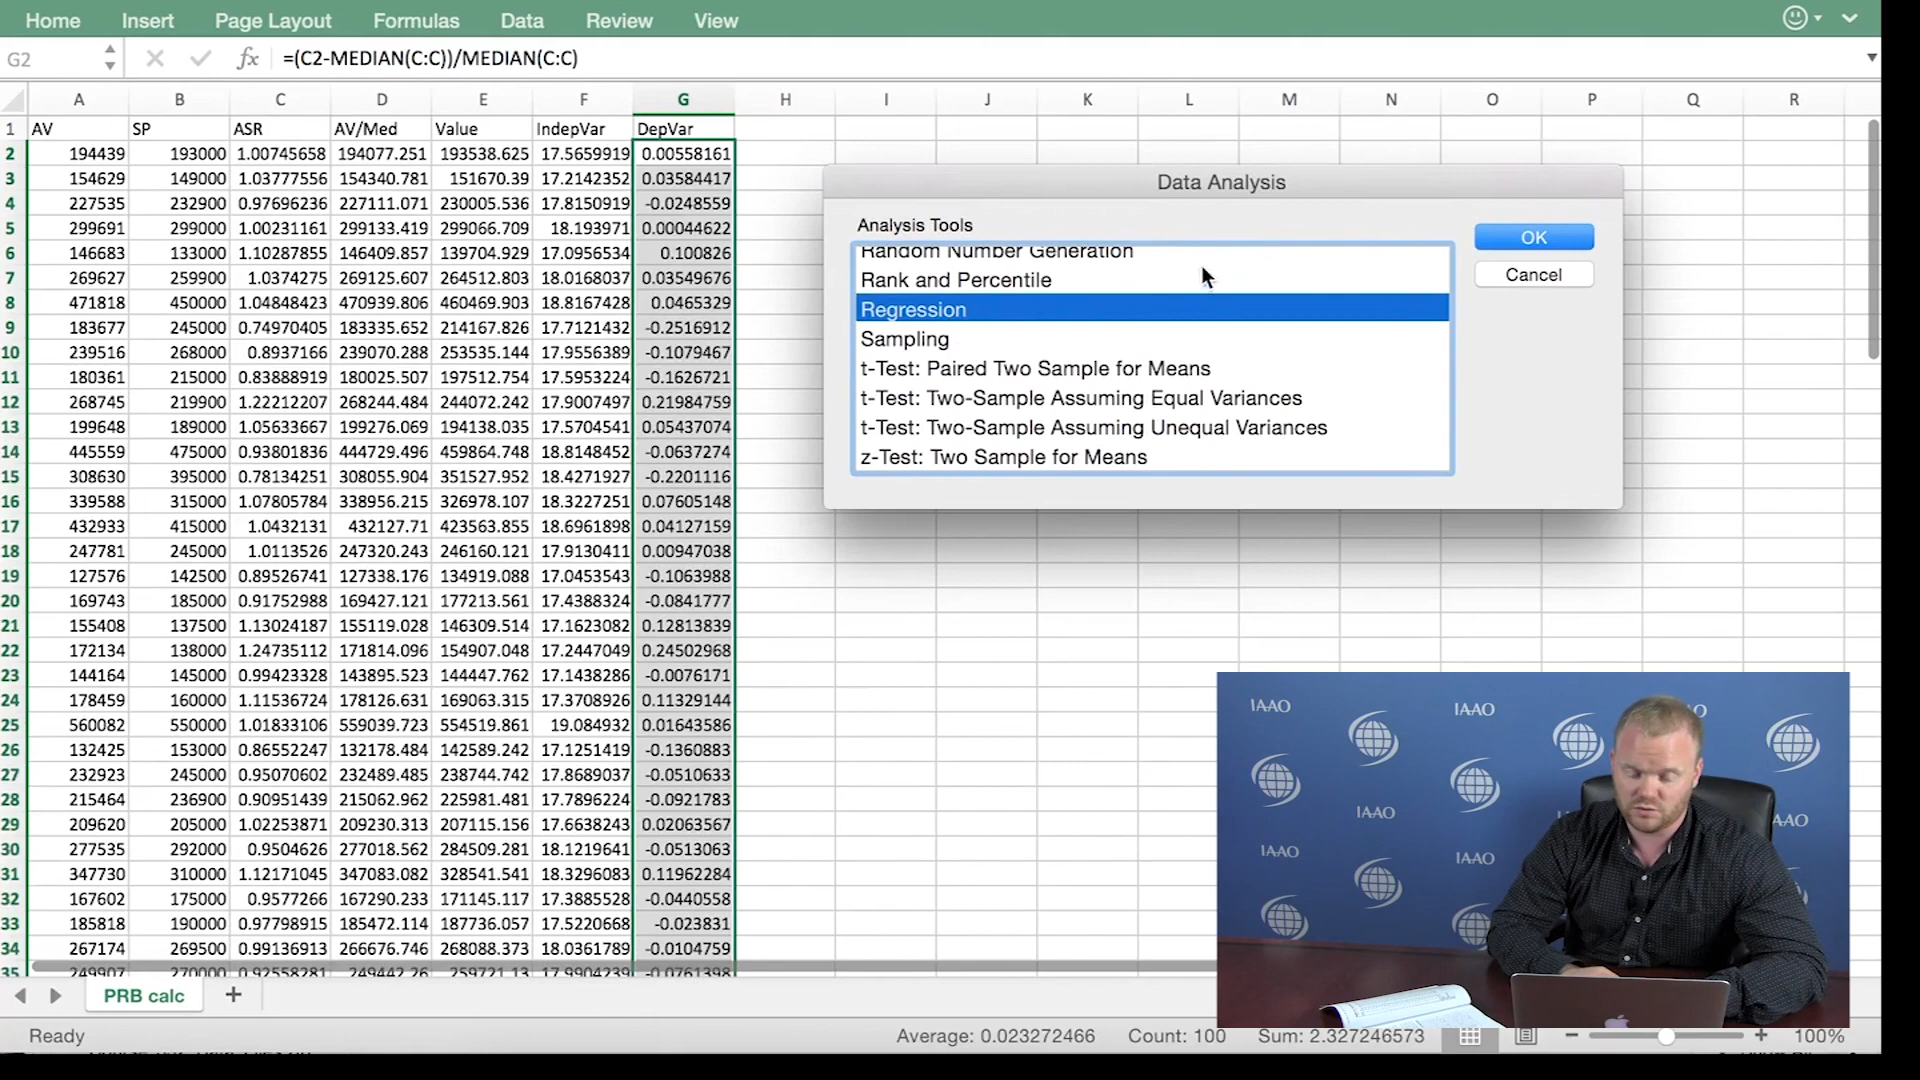 Home Insert Page Layout Formulas Data Review View
G2 fx =(C2-MEDIAN(C:C))/MEDIAN(C:C)
A B C D E F G H I J K L M N O P Q R
1 AV SP ASR AV/Med Value IndepVar DepVar
2 194439 193000 1.00745658 194077.251 193538.625 17.5659919 0.00558161
3 154629 149000 1.03777556 154340.781 151670.39 17.2142352 0.03584417
4 227535 232900 0.97696236 227111.071 230005.536 17.8150919 -0.0248559
5 299691 299000 1.00231161 299133.419 299066.709 18.193971 0.00044622
6 146683 133000 1.10287855 146409.857 139704.929 17.0956534 0.100826
7 269627 259900 1.0374275 269125.607 264512.803 18.0168037 0.03549676
8 471818 450000 1.04848423 470939.806 460469.903 18.8167428 0.0465329
9 183677 245000 0.74970405 183335.652 214167.826 17.7121432 -0.2516912
10 239516 268000 0.8937166 239070.288 253535.144 17.9556389 -0.1079467
11 180361 215000 0.83888919 180025.507 197512.754 17.5953224 -0.1626721
12 268745 219900 1.22212207 268244.484 244072.242 17.9007497 0.21984759
13 199648 189000 1.05633667 199276.069 194138.035 17.5704541 0.05437074
14 445559 475000 0.93801836 444729.496 459864.748 18.8148452 -0.0637274
15 308630 395000 0.78134251 308055.904 351527.952 18.4271927 -0.2201116
16 339588 315000 1.07805784 338956.215 326978.107 18.3227251 0.07605148
17 432933 415000 1.0432131 432127.71 423563.855 18.6961898 0.04127159
18 247781 245000 1.0113526 247320.243 246160.121 17.9130411 0.00947038
19 127576 142500 0.89526741 127338.176 134919.088 17.0453543 -0.1063988
20 169743 185000 0.91752988 169427.121 177213.561 17.4388324 -0.0841777
21 155408 137500 1.13024187 155119.028 146309.514 17.1623082 0.12813839
22 172134 138000 1.24735112 171814.096 154907.048 17.2447049 0.24502968
23 144164 145000 0.99423328 143895.523 144447.762 17.1438286 -0.0076171
24 178459 160000 1.11536724 178126.631 169063.315 17.3708926 0.11329144
25 560082 550000 1.01833106 559039.723 554519.861 19.084932 0.01643586
26 132425 153000 0.86552247 132178.484 142589.242 17.1251419 -0.1360883
27 232923 245000 0.95070602 232489.485 238744.742 17.8689037 -0.0510633
28 215464 236900 0.90951439 215062.962 225981.481 17.7896224 -0.0921783
29 209620 205000 1.02253871 209230.313 207115.156 17.6638243 0.02063567
30 277535 292000 0.9504626 277018.562 284509.281 18.1219641 -0.0513063
31 347730 310000 1.12171045 347083.082 328541.541 18.3296083 0.11962284
32 167602 175000 0.9577266 167290.233 171145.117 17.3885528 -0.0440558
33 185818 190000 0.97798915 185472.114 187736.057 17.5220668 -0.023831
34 267174 269500 0.99136913 266676.746 268088.373 18.0361789 -0.0104759
35 249907 270000 0.92558281 249442.26 259721.13 17.9904239 -0.0761398
Data Analysis
Analysis Tools
Random Number Generation
Rank and Percentile
Regression
Sampling
t-Test: Paired Two Sample for Means
t-Test: Two-Sample Assuming Equal Variances
t-Test: Two-Sample Assuming Unequal Variances
z-Test: Two Sample for Means
OK
Cancel
IAAO IAAO
IAAO
AAO
IAAO IAAO
PRB calc +
Ready Average: 0.023272466 Count: 100 Sum: 2.327246573 100%